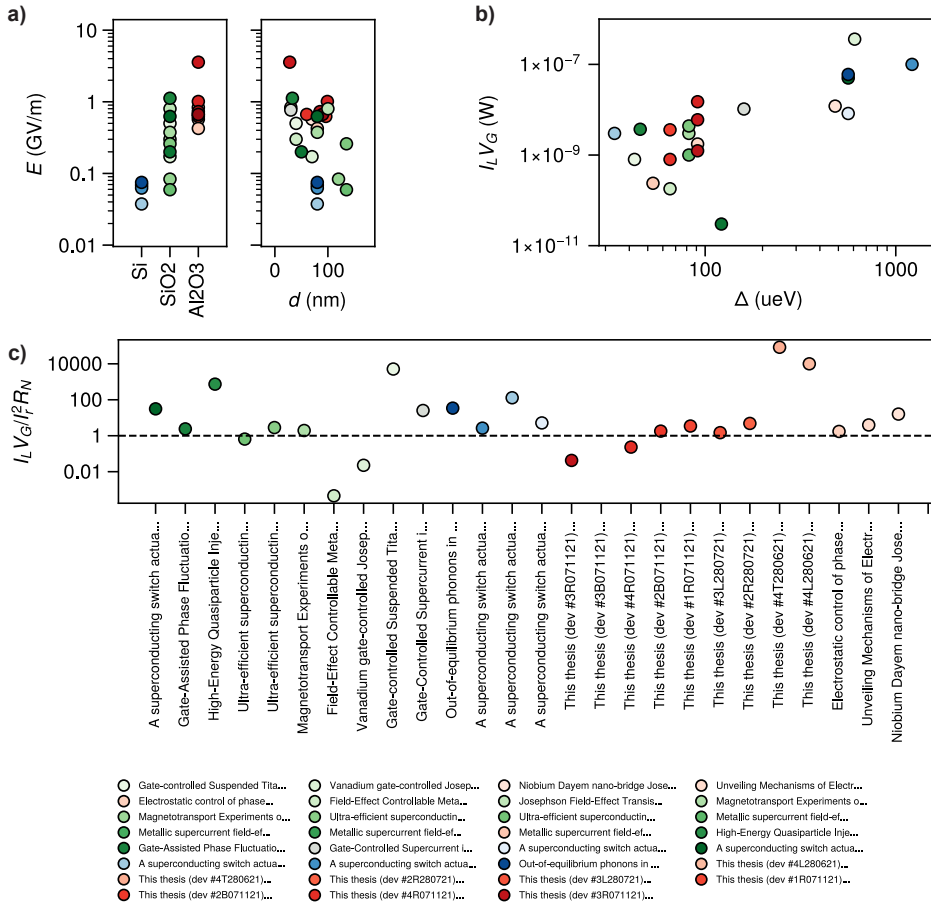 a)
10
1
0.1
0.01
E (GV/m)
Si
SiO2
Al2O3
0
100
d (nm)
b)
1×10⁻⁷
1×10⁻⁹
1×10⁻¹¹
I_L V_G (W)
100
1000
Δ (ueV)
c)
10000
100
1
0.01
I_L V_G/I_r^2 R_N
A superconducting switch actua...
Gate-Assisted Phase Fluctuatio...
High-Energy Quasiparticle Inje...
Ultra-efficient superconductin...
Ultra-efficient superconductin...
Magnetotransport Experiments o...
Field-Effect Controllable Meta...
Vanadium gate-controlled Josep...
Gate-controlled Suspended Tita...
Gate-Controlled Supercurrent i...
Out-of-equilibrium phonons in ...
A superconducting switch actua...
A superconducting switch actua...
A superconducting switch actua...
This thesis (dev #3R071121)...
This thesis (dev #3B071121)...
This thesis (dev #4R071121)...
This thesis (dev #2B071121)...
This thesis (dev #1R071121)...
This thesis (dev #3L280721)...
This thesis (dev #2R280721)...
This thesis (dev #4T280621)...
This thesis (dev #4L280621)...
Electrostatic control of phase...
Unveiling Mechanisms of Electr...
Niobium Dayem nano-bridge Jose...
Gate-controlled Suspended Tita... Vanadium gate-controlled Josep... Niobium Dayem nano-bridge Jose... Unveiling Mechanisms of Electr...
Electrostatic control of phase... Field-Effect Controllable Meta... Josephson Field-Effect Transis... Magnetotransport Experiments o...
Magnetotransport Experiments o... Ultra-efficient superconductin... Ultra-efficient superconductin... Metallic supercurrent field-ef...
Metallic supercurrent field-ef... Metallic supercurrent field-ef... Metallic supercurrent field-ef... High-Energy Quasiparticle Inje...
Gate-Assisted Phase Fluctuatio... Gate-Controlled Supercurrent i... A superconducting switch actua... A superconducting switch actua...
A superconducting switch actua... A superconducting switch actua... Out-of-equilibrium phonons in ... This thesis (dev #4L280621)...
This thesis (dev #4T280621)... This thesis (dev #2R280721)... This thesis (dev #3L280721)... This thesis (dev #1R071121)...
This thesis (dev #2B071121)... This thesis (dev #4R071121)... This thesis (dev #3R071121)...